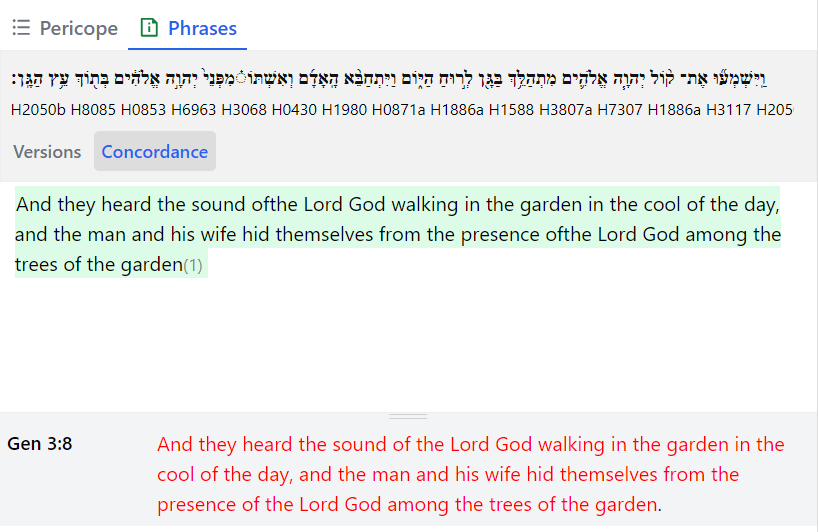 Pericope Phrases
וַיִּשְׁמְע֞וּ אֶת־ ק֨וֹל יְהוָ֧ה אֱלֹהִ֛ים מִתְהַלֵּ֥ךְ בַּגָּ֖ן לְר֣וּחַ הַיּ֑וֹם וַיִּתְחַבֵּ֨א הָֽאָדָ֜ם וְאִשְׁתּ֗וֹ מִפְּנֵי֙ יְהוָ֣ה אֱלֹהִ֔ים בְּת֖וֹךְ עֵ֥ץ הַגָּֽן׃
H2050b H8085 H0853 H6963 H3068 H0430 H1980 H0871a H1886a H1588 H3807a H7307 H1886a H3117 H205
Versions Concordance
And they heard the sound ofthe Lord God walking in the garden in the cool of the day,
and the man and his wife hid themselves from the presence ofthe Lord God among the
trees of the garden(1)
Gen 3:8 And they heard the sound of the Lord God walking in the garden in the
cool of the day, and the man and his wife hid themselves from the
presence of the Lord God among the trees of the garden.